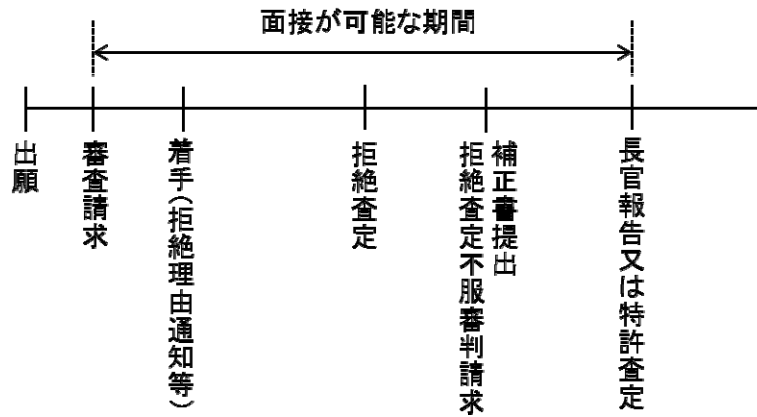 面接が可能な期間
出願
審査請求
着手(拒絶理由通知等)
拒絶査定
拒絶査定不服審判請求
補正書提出
長官報告又は特許査定